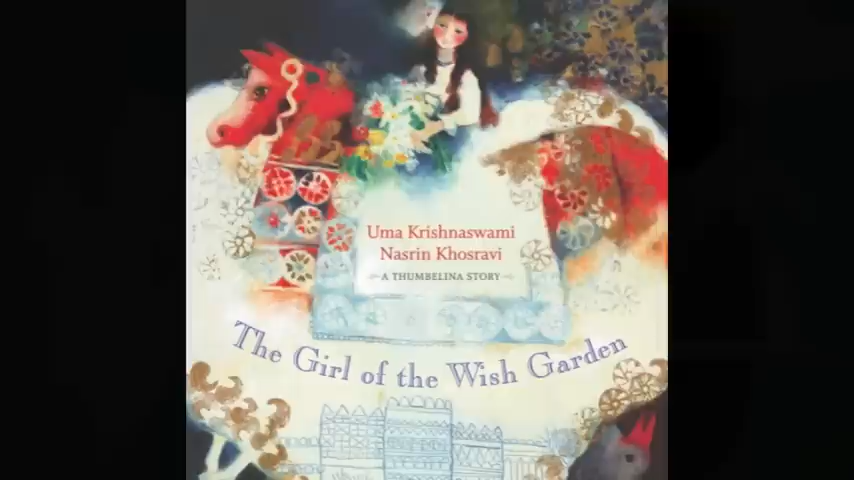 Uma Krishnaswami
Nasrin Khosravi
A THUMBELINA STORY
The Girl of the Wish Garden